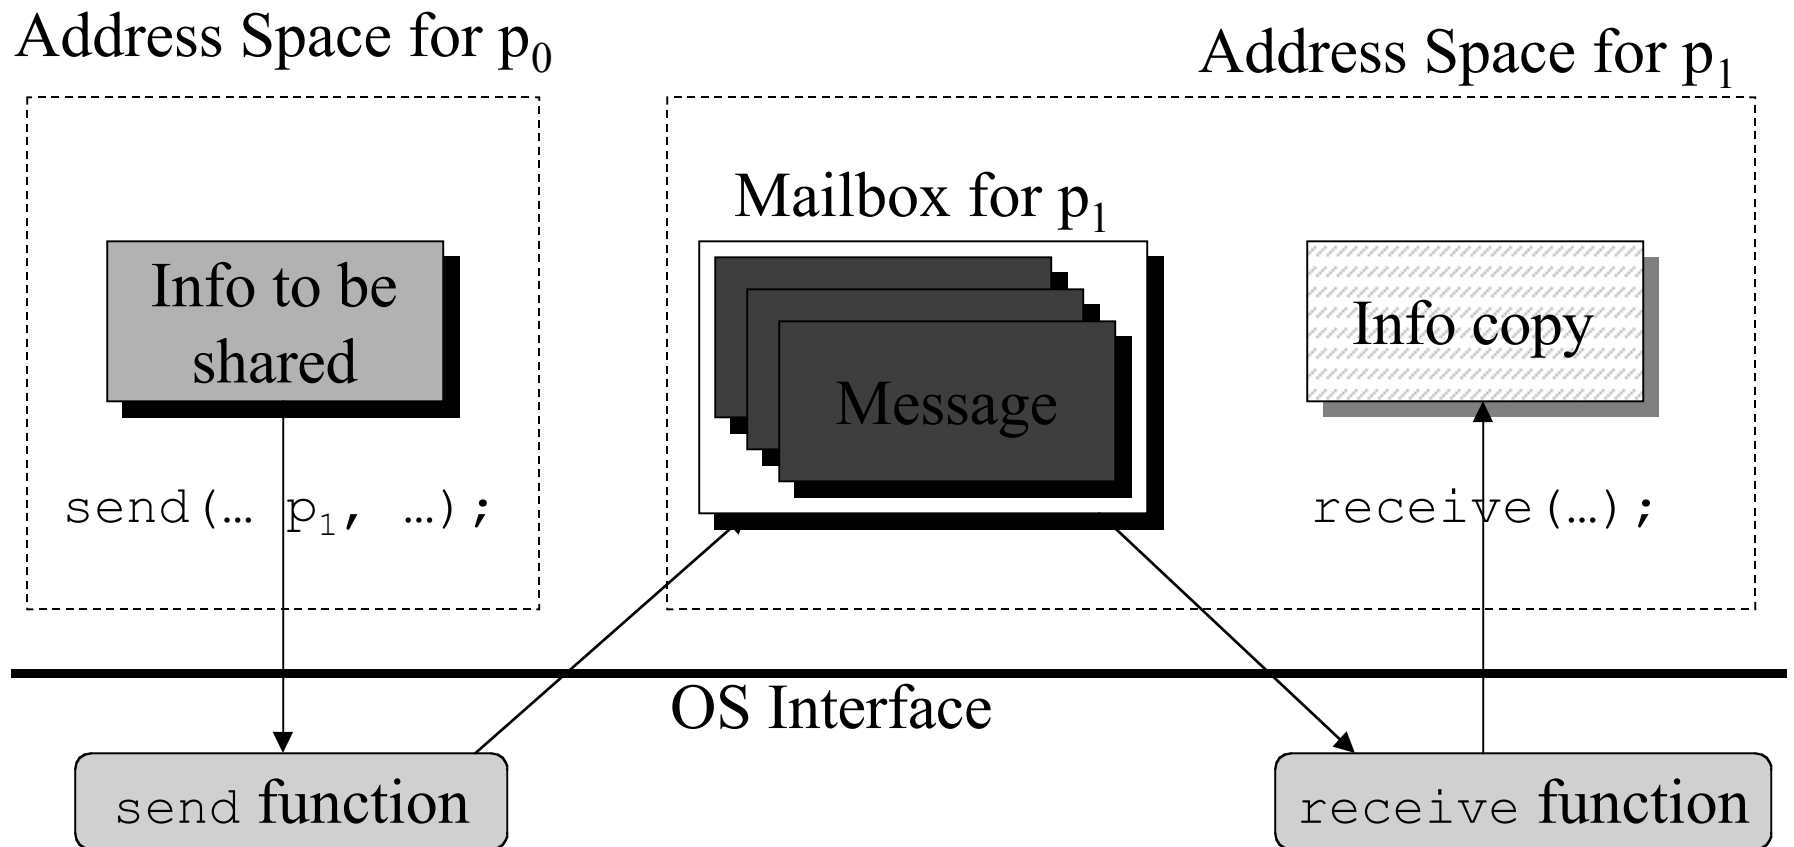 Address Space for p₀
Address Space for p₁
Mailbox for p₁
Info to be
shared
Message
Info copy
send(… p₁, …);
receive(…);
OS Interface
send function
receive function